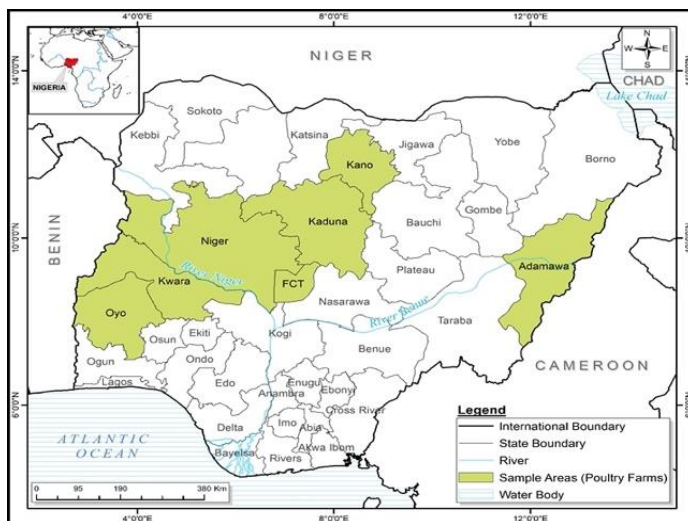 4°0'0"E
8°0'0"E
12°0'0"E
NIGER
N
W
E
S
14°0'0"N
CHAD
Lake Chad
NIGERIA
Sokoto
Kebbi
Katsina
Jigawa
Yobe
Borno
Kano
Kaduna
Bauchi
Gombe
BENIN
10°0'0"N
Niger
River Niger
Adamawa
Plateau
Kwara
FCT
Nasarawa
River Benue
Taraba
Oyo
Kogi
Ekiti
Osun
Benue
CAMEROON
Ogun
Ondo
Lagos
Edo
Enugu
Ebonyi
Anambra
Cross River
6°0'0"N
Delta
Imo
Abia
ATLANTIC
OCEAN
Bayelsa
Rivers
Akwa Ibom
Legend
International Boundary
State Boundary
River
Sample Areas (Poultry Farms)
Water Body
0 95 190 380 Km
4°0'0"E
8°0'0"E
12°0'0"E